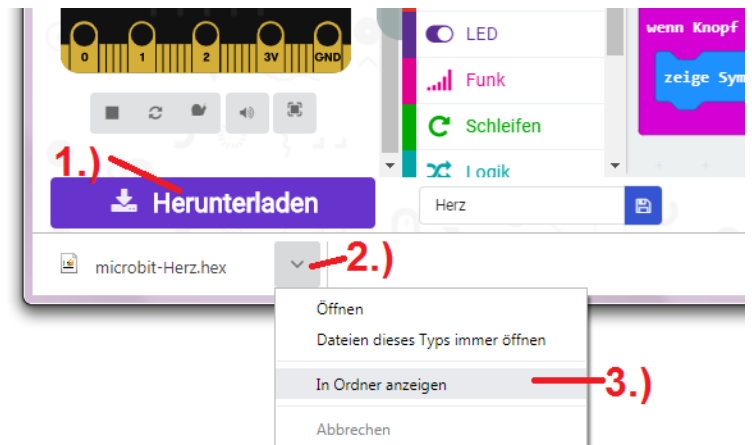 0 1 2 3V GND
LED
Funk
Schleifen
Logik
wenn Knopf
zeige Sym
1.)
Herunterladen
Herz
microbit-Herz.hex
2.)
Öffnen
Dateien dieses Typs immer öffnen
In Ordner anzeigen
3.)
Abbrechen